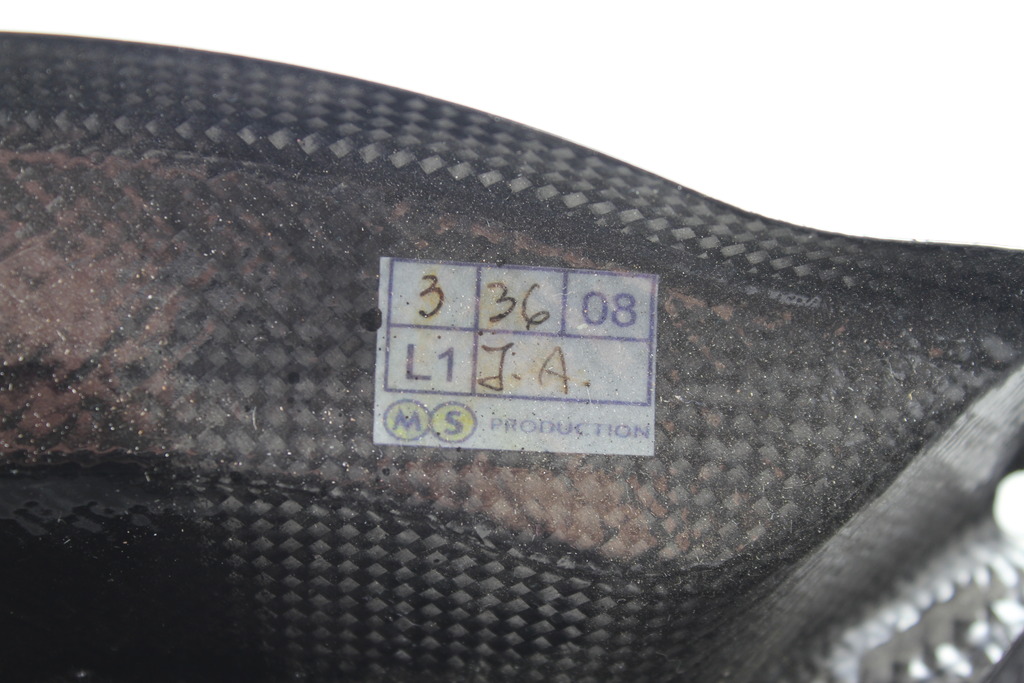 3 36 08
L1 J.A.
MS PRODUCTION